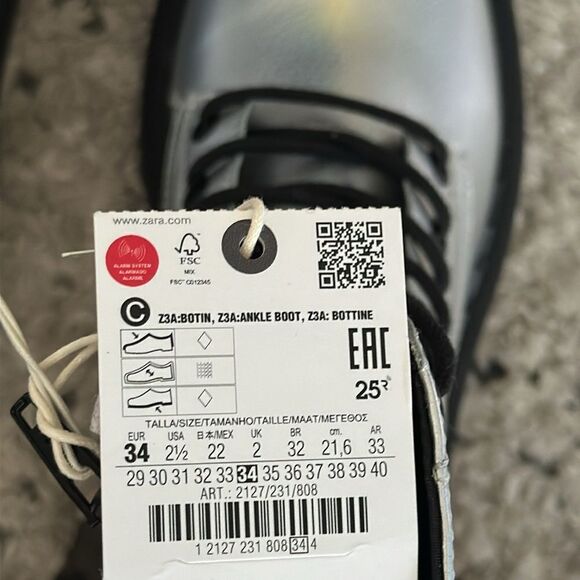 www.zara.com
ALARM SYSTEM
ALARMADO
ALARME
FSC
MIX
FSC™ C012345
C Z3A:BOTIN, Z3A:ANKLE BOOT, Z3A: BOTTINE
EAC
25
TALLA/SIZE/TAMANHO/TAILLE/MAAT/ΜΕΓΕΘΟΣ
EUR USA 日本/MEX UK BR cm. AR
34 2½ 22 2 32 21,6 33
29 30 31 32 33 34 35 36 37 38 39 40
ART.: 2127/231/808
1 2127 231 808 34 4